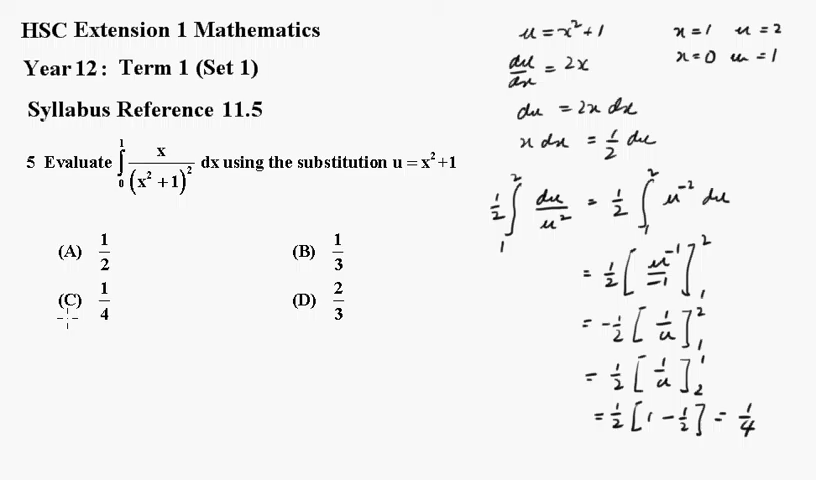 HSC Extension 1 Mathematics
Year 12 : Term 1 (Set 1)
Syllabus Reference 11.5
5 Evaluate ∫₀¹ x/(x² + 1)² dx using the substitution u = x²+1
(A) 1/2 (B) 1/3
(C) 1/4 (D) 2/3
u = x² + 1
x = 1 u = 2
x = 0 u = 1
du/dx = 2x
du = 2x dx
x dx = 1/2 du
1/2 ∫₁² du/u² = 1/2 ∫₁² u⁻² du
= 1/2 [u⁻¹/−1]₁²
= −1/2 [1/u]₁²
= 1/2 [1/u]₂¹
= 1/2 [1 − 1/2] = 1/4